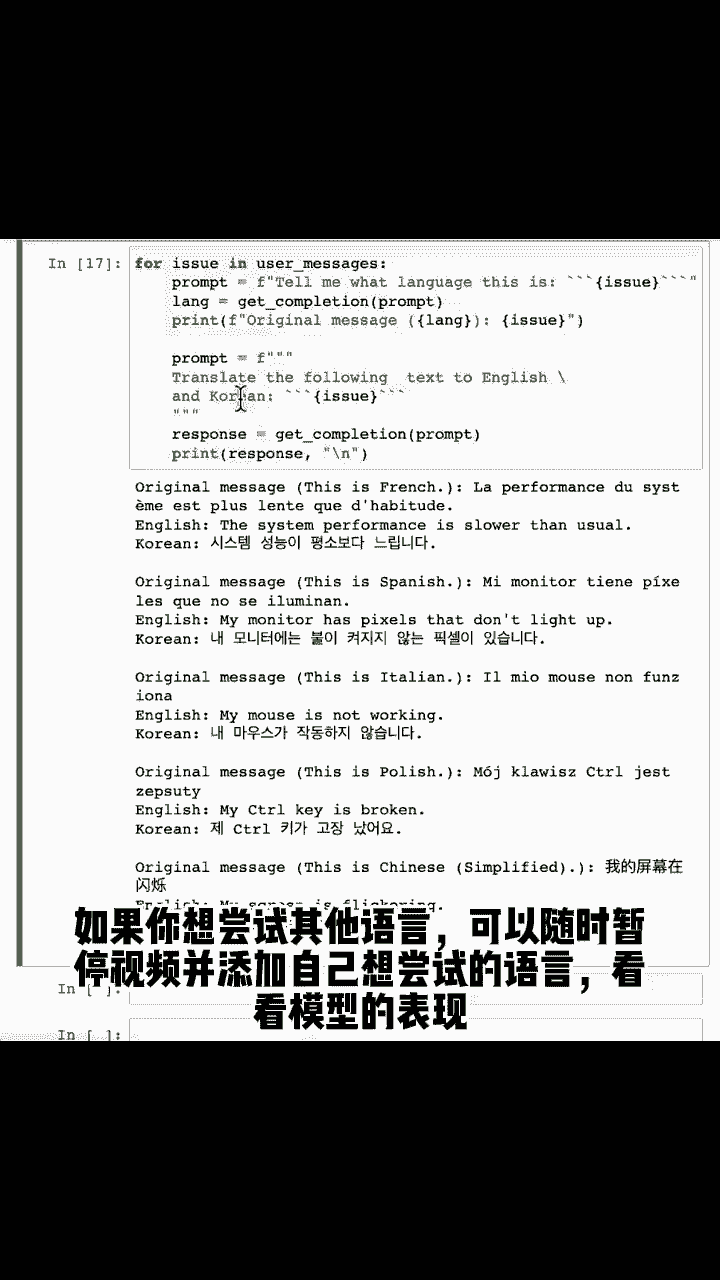 In [17]:
for issue in user_messages:
prompt = f"Tell me what language this is: ```{issue}```"
lang = get_completion(prompt)
print(f"Original message ({lang}): {issue}")
prompt = f"""
Translate the following  text to English \
and Korean: ```{issue}```
"""
response = get_completion(prompt)
print(response, "\n")
Original message (This is French.): La performance du syst
ème est plus lente que d'habitude.
English: The system performance is slower than usual.
Korean: 시스템 성능이 평소보다 느립니다.
Original message (This is Spanish.): Mi monitor tiene píxe
les que no se iluminan.
English: My monitor has pixels that don't light up.
Korean: 내 모니터에는 불이 켜지지 않는 픽셀이 있습니다.
Original message (This is Italian.): Il mio mouse non funz
iona
English: My mouse is not working.
Korean: 내 마우스가 작동하지 않습니다.
Original message (This is Polish.): Mój klawisz Ctrl jest
zepsuty
English: My Ctrl key is broken.
Korean: 제 Ctrl 키가 고장 났어요.
Original message (This is Chinese (Simplified).): 我的屏幕在
闪烁
English: My screen is flickering.
如果你想尝试其他语言，可以随时暂
停视频并添加自己想尝试的语言，看
看模型的表现
In [ ]:
In [ ]: